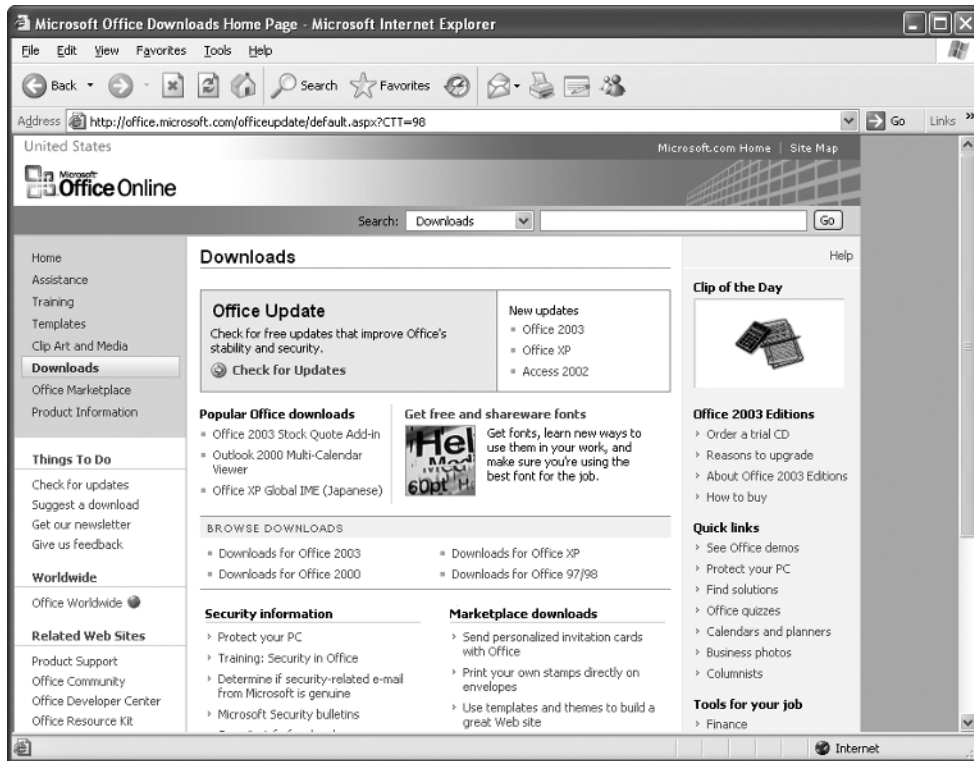 Microsoft Office Downloads Home Page - Microsoft Internet Explorer
File Edit View Favorites Tools Help
Back Search Favorites
Address http://office.microsoft.com/officeupdate/default.aspx?CTT=98 Go Links »
United States
Microsoft.com Home | Site Map
Microsoft
Office Online
Search: Downloads Go
Home
Assistance
Training
Templates
Clip Art and Media
Downloads
Office Marketplace
Product Information
Things To Do
Check for updates
Suggest a download
Get our newsletter
Give us feedback
Worldwide
Office Worldwide
Related Web Sites
Product Support
Office Community
Office Developer Center
Office Resource Kit
Downloads
Office Update
Check for free updates that improve Office's
stability and security.
Check for Updates
New updates
Office 2003
Office XP
Access 2002
Popular Office downloads
Office 2003 Stock Quote Add-in
Outlook 2000 Multi-Calendar
Viewer
Office XP Global IME (Japanese)
Get free and shareware fonts
Hel
Mod
60pt H
Get fonts, learn new ways to
use them in your work, and
make sure you're using the
best font for the job.
BROWSE DOWNLOADS
Downloads for Office 2003
Downloads for Office 2000
Downloads for Office XP
Downloads for Office 97/98
Security information
Protect your PC
Training: Security in Office
Determine if security-related e-mail
from Microsoft is genuine
Microsoft Security bulletins
Marketplace downloads
Send personalized invitation cards
with Office
Print your own stamps directly on
envelopes
Use templates and themes to build a
great Web site
Help
Clip of the Day
Office 2003 Editions
Order a trial CD
Reasons to upgrade
About Office 2003 Editions
How to buy
Quick links
See Office demos
Protect your PC
Find solutions
Office quizzes
Calendars and planners
Business photos
Columnists
Tools for your job
Finance
Internet